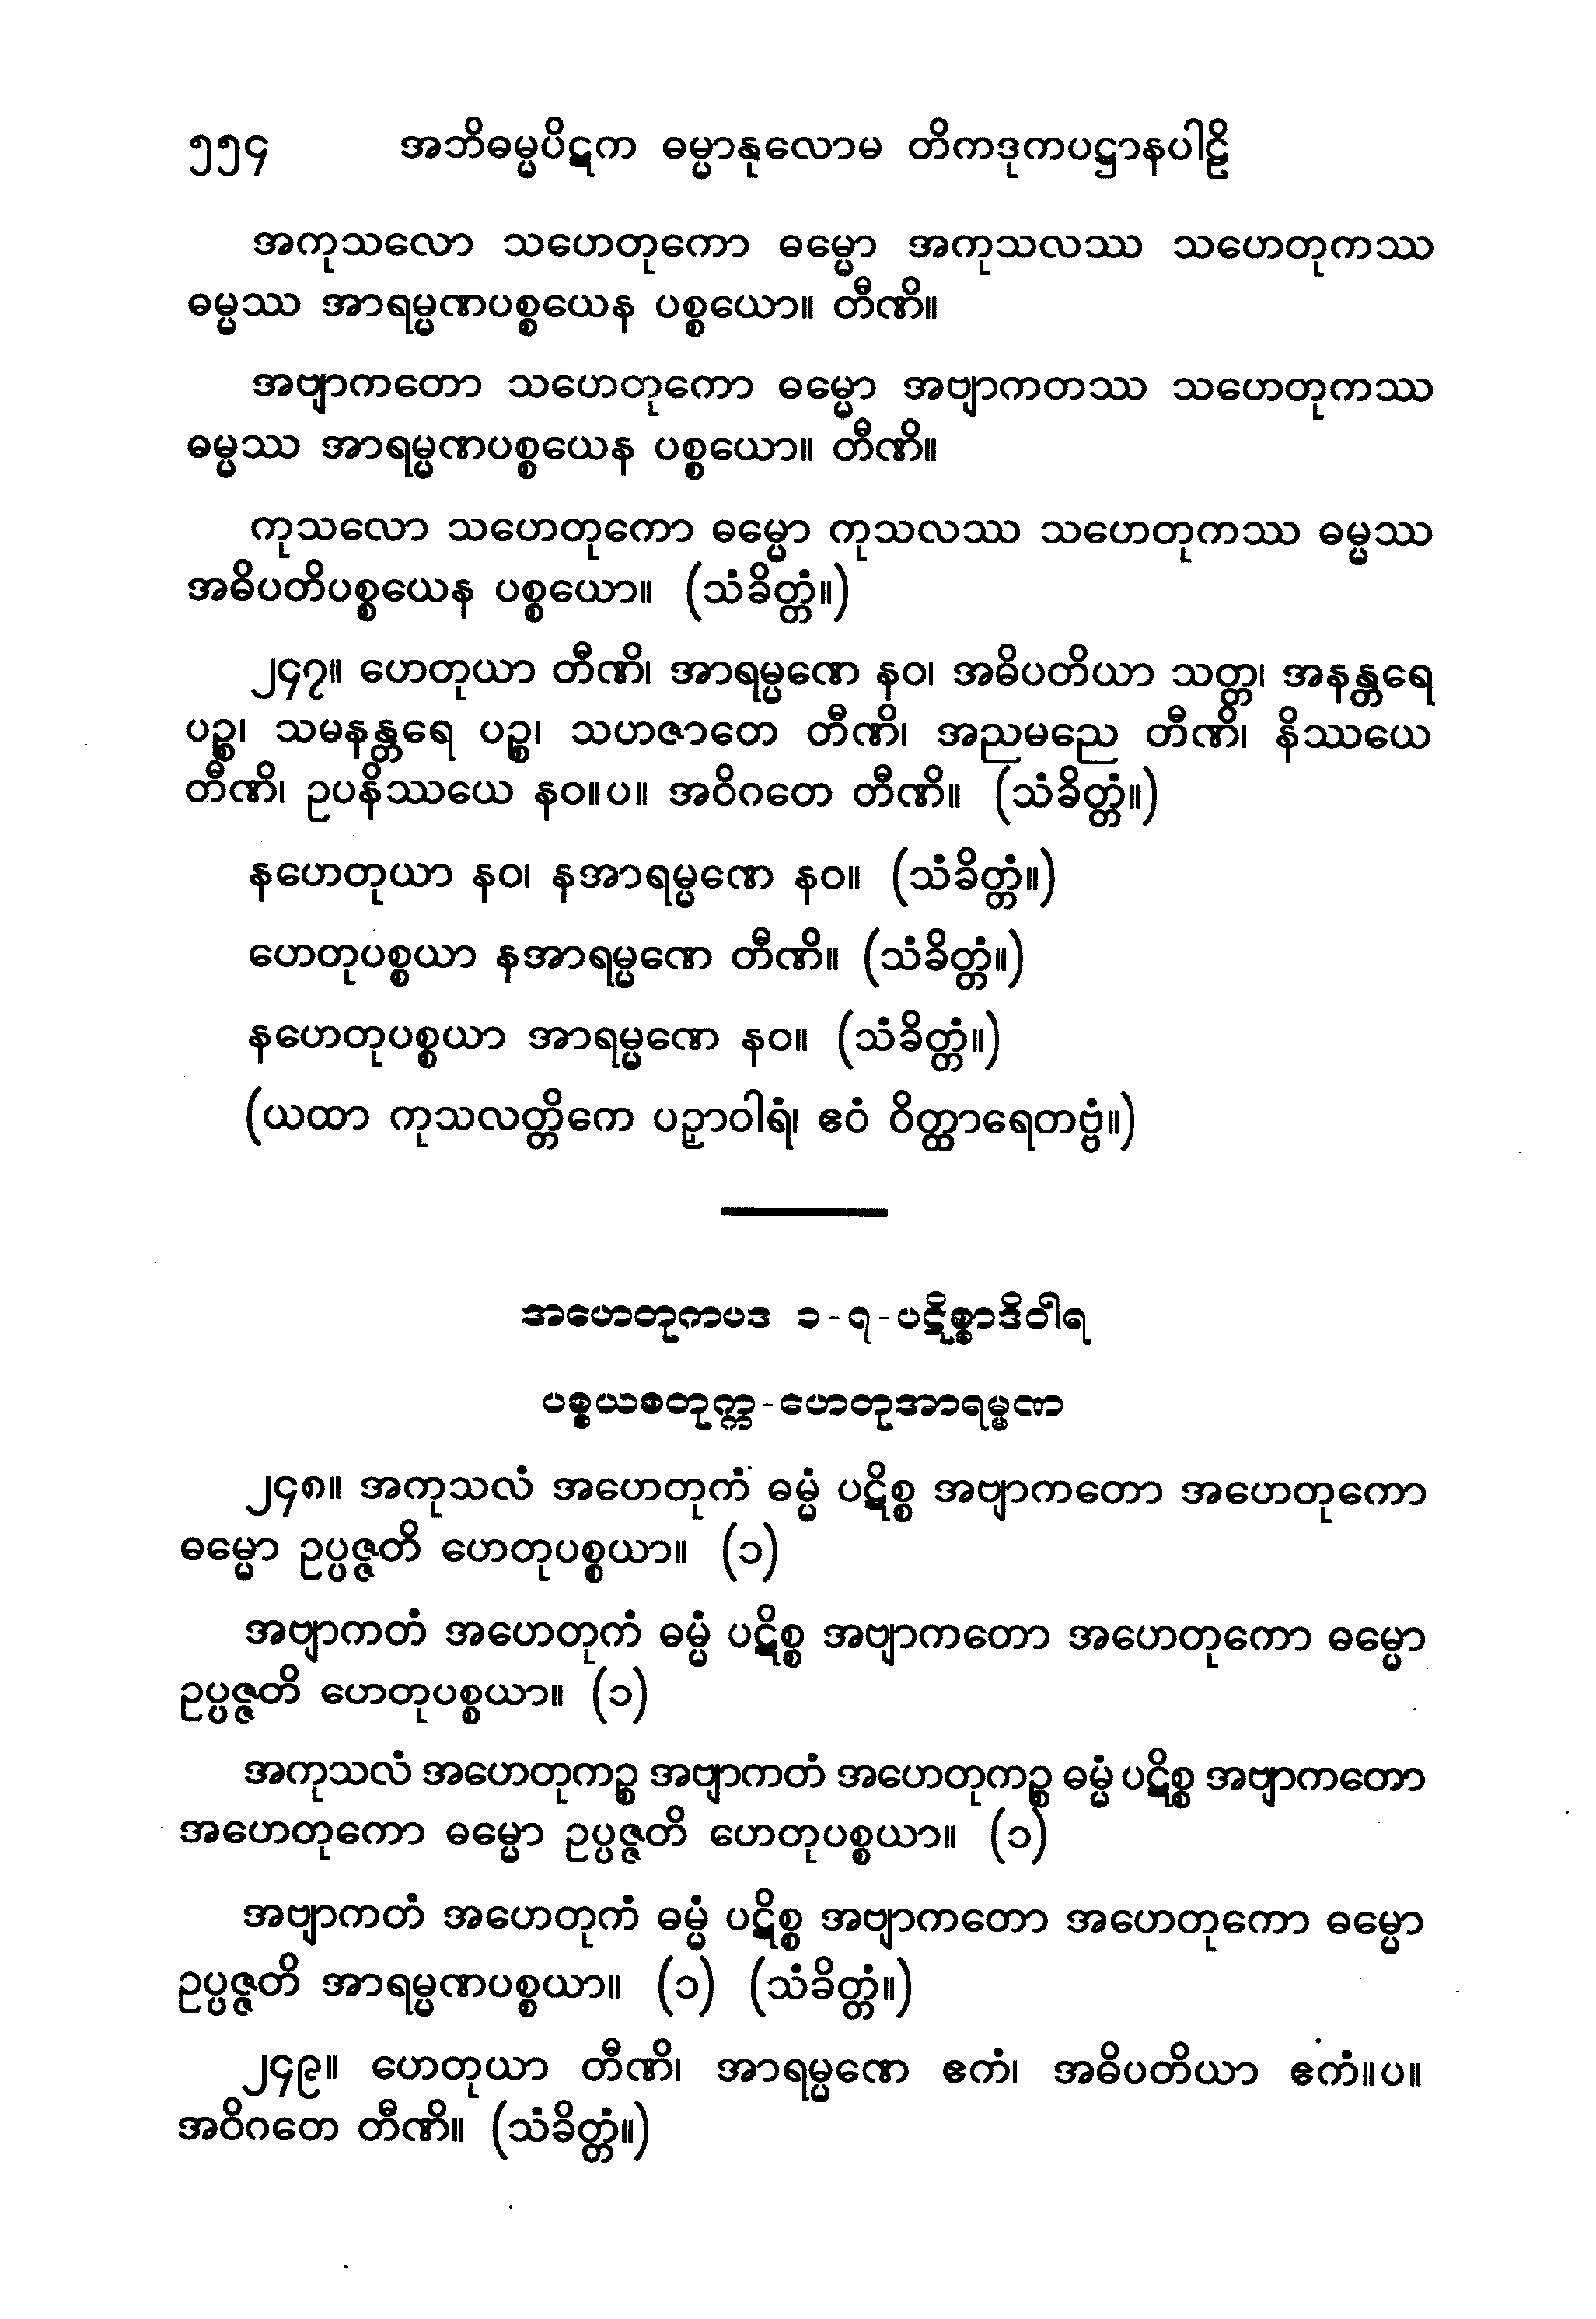 ၅၅၄ အဘိဓမ္မပိဋက ဓမ္မာနုလောမ တိကဒုကပဋ္ဌာနပါဠိ
အကုသလော သဟေတုကော ဓမ္မော အကုသလဿ သဟေတုကဿ
ဓမ္မဿ အာရမ္မဏပစ္စယေန ပစ္စယော။ တီဏိ။
အဗျာကတော သဟေတုကော ဓမ္မော အဗျာကတဿ သဟေတုကဿ
ဓမ္မဿ အာရမ္မဏပစ္စယေန ပစ္စယော။ တီဏိ။
ကုသလော သဟေတုကော ဓမ္မော ကုသလဿ သဟေတုကဿ ဓမ္မဿ
အဓိပတိပစ္စယေန ပစ္စယော။ (သံခိတ္တံ။)
၂၄၇။ ဟေတုယာ တီဏိ၊ အာရမ္မဏေ နဝ၊ အဓိပတိယာ သတ္တ၊ အနန္တရေ
ပဉ္စ၊ သမနန္တရေ ပဉ္စ၊ သဟဇာတေ တီဏိ၊ အညမညေ တီဏိ၊ နိဿယေ
တီဏိ၊ ဥပနိဿယေ နဝ။ပ။ အဝိဂတေ တီဏိ။ (သံခိတ္တံ။)
နဟေတုယာ နဝ၊ နအာရမ္မဏေ နဝ။ (သံခိတ္တံ။)
ဟေတုပစ္စယာ နအာရမ္မဏေ တီဏိ။ (သံခိတ္တံ။)
နဟေတုပစ္စယာ အာရမ္မဏေ နဝ။ (သံခိတ္တံ။)
(ယထာ ကုသလတ္တိကေ ပဉှာဝါရံ၊ ဧဝံ ဝိတ္ထာရေတဗ္ဗံ။)
အဟေတုကပဒ ၁-၇-ပဋိစ္စာဒိဝါရ
ပစ္စယစတုက္က-ဟေတုအာရမ္မဏ
၂၄၈။ အကုသလံ အဟေတုကံ ဓမ္မံ ပဋိစ္စ အဗျာကတော အဟေတုကော
ဓမ္မော ဥပ္ပဇ္ဇတိ ဟေတုပစ္စယာ။ (၁)
အဗျာကတံ အဟေတုကံ ဓမ္မံ ပဋိစ္စ အဗျာကတော အဟေတုကော ဓမ္မော
ဥပ္ပဇ္ဇတိ ဟေတုပစ္စယာ။ (၁)
အကုသလံ အဟေတုကဉ္စ အဗျာကတံ အဟေတုကဉ္စ ဓမ္မံ ပဋိစ္စ အဗျာကတော
အဟေတုကော ဓမ္မော ဥပ္ပဇ္ဇတိ ဟေတုပစ္စယာ။ (၁)
အဗျာကတံ အဟေတုကံ ဓမ္မံ ပဋိစ္စ အဗျာကတော အဟေတုကော ဓမ္မော
ဥပ္ပဇ္ဇတိ အာရမ္မဏပစ္စယာ။ (၁) (သံခိတ္တံ။)
၂၄၉။ ဟေတုယာ တီဏိ၊ အာရမ္မဏေ ဧကံ၊ အဓိပတိယာ ဧကံ။ပ။
အဝိဂတေ တီဏိ။ (သံခိတ္တံ။)